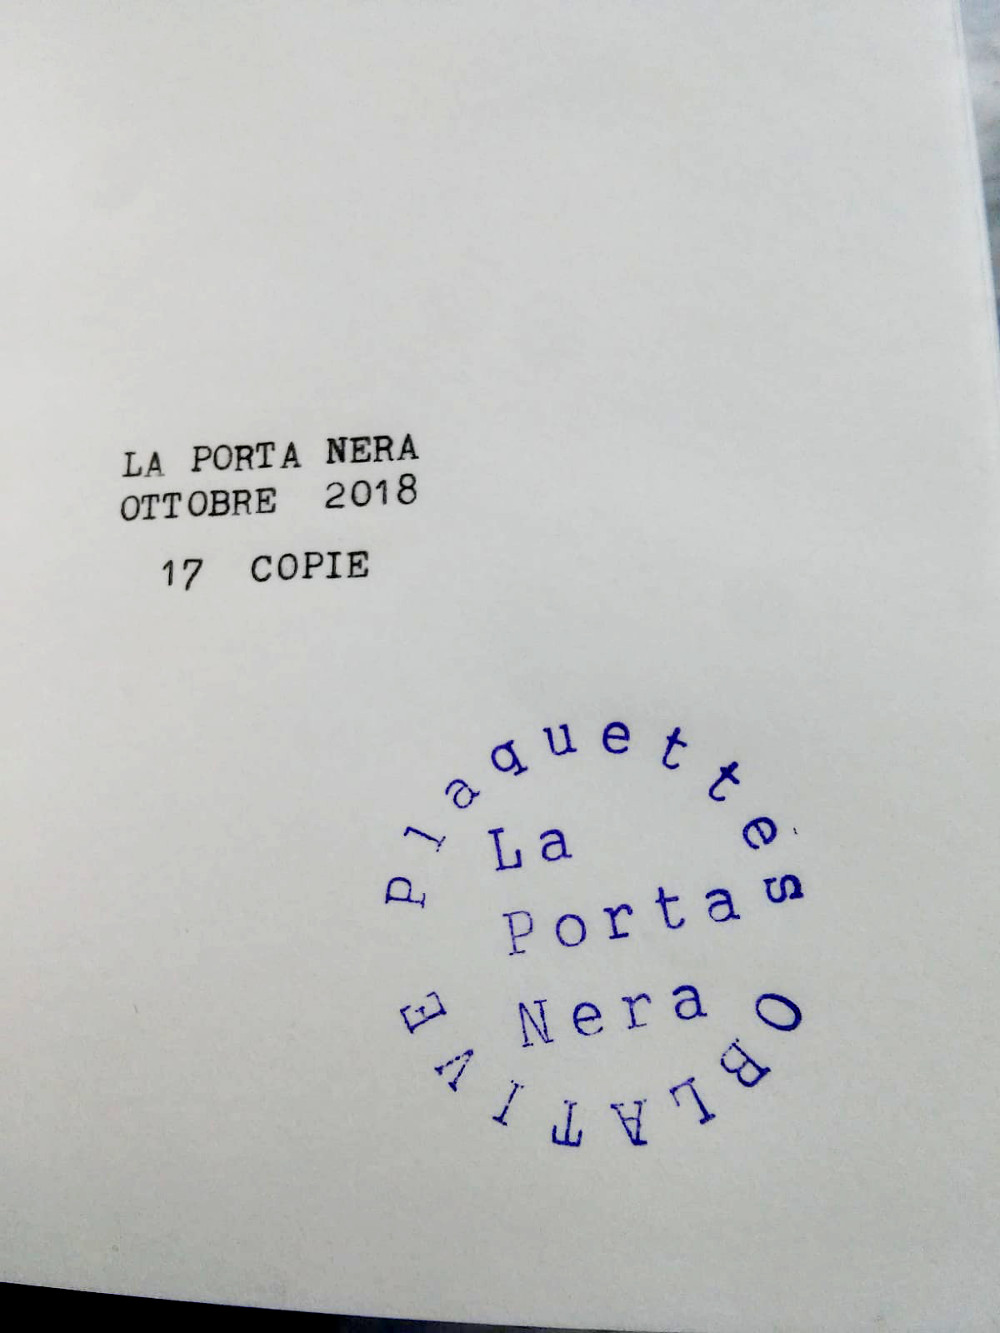 LA PORTA NERA
OTTOBRE 2018
17 COPIE
Plaquettes
La
Porta
Nera
OBLATIVE